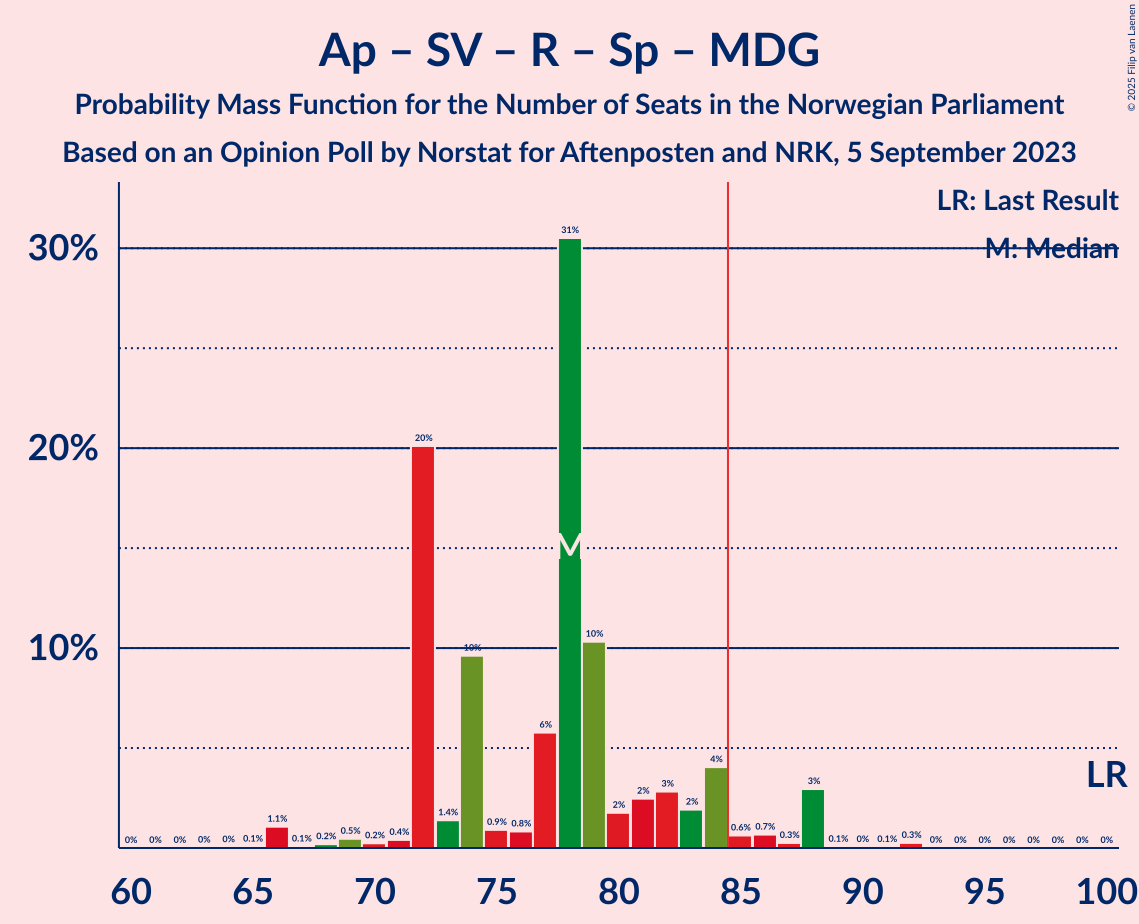 Ap – SV – R – Sp – MDG
Probability Mass Function for the Number of Seats in the Norwegian Parliament
Based on an Opinion Poll by Norstat for Aftenposten and NRK, 5 September 2023
© 2025 Filip van Laenen
LR: Last Result
M: Median
30%
20%
10%
0% 0% 0% 0% 0% 0.1% 1.1% 0.1% 0.2% 0.5% 0.2% 0.4% 20% 1.4% 10% 0.9% 0.8% 6% 31% 10% 2% 2% 3% 2% 4% 0.6% 0.7% 0.3% 3% 0.1% 0% 0.1% 0.3% 0% 0% 0% 0% 0% 0% 0% 0%
M
LR
60 65 70 75 80 85 90 95 100